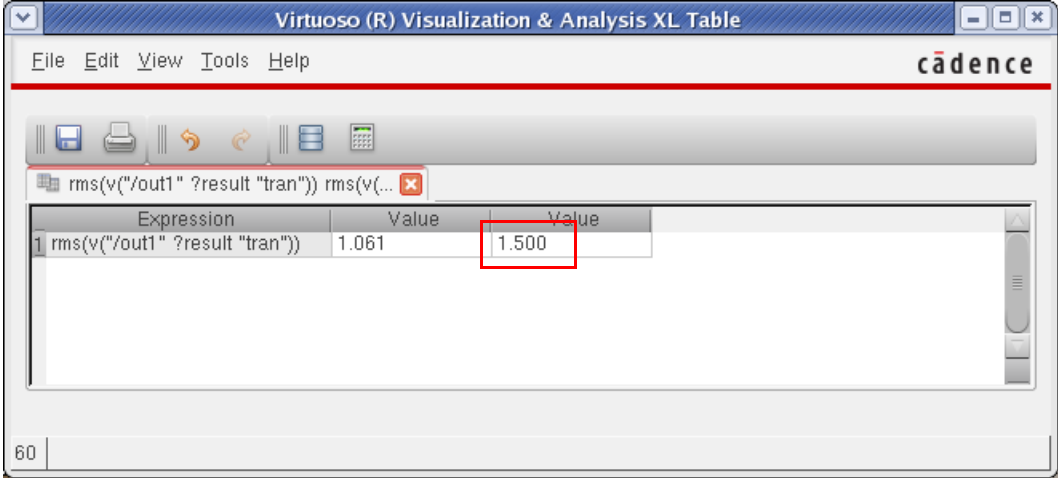 Virtuoso (R) Visualization & Analysis XL Table
File Edit View Tools Help
cādence
rms(v("/out1" ?result "tran")) rms(v(...
Expression Value Value
1 rms(v("/out1" ?result "tran")) 1.061 1.500
60